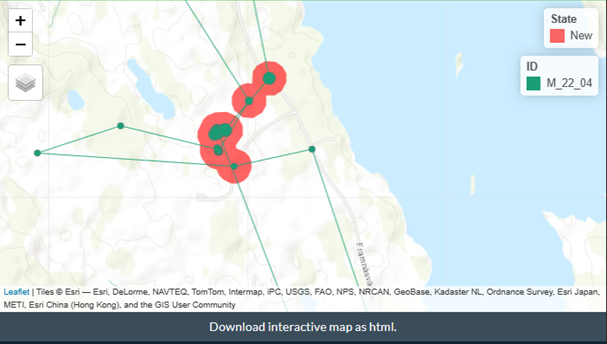 +
−
State
New
ID
M_22_04
Framnäsvä
Leaflet | Tiles © Esri — Esri, DeLorme, NAVTEQ, TomTom, Intermap, iPC, USGS, FAO, NPS, NRCAN, GeoBase, Kadaster NL, Ordnance Survey, Esri Japan,
METI, Esri China (Hong Kong), and the GIS User Community
Download interactive map as html.